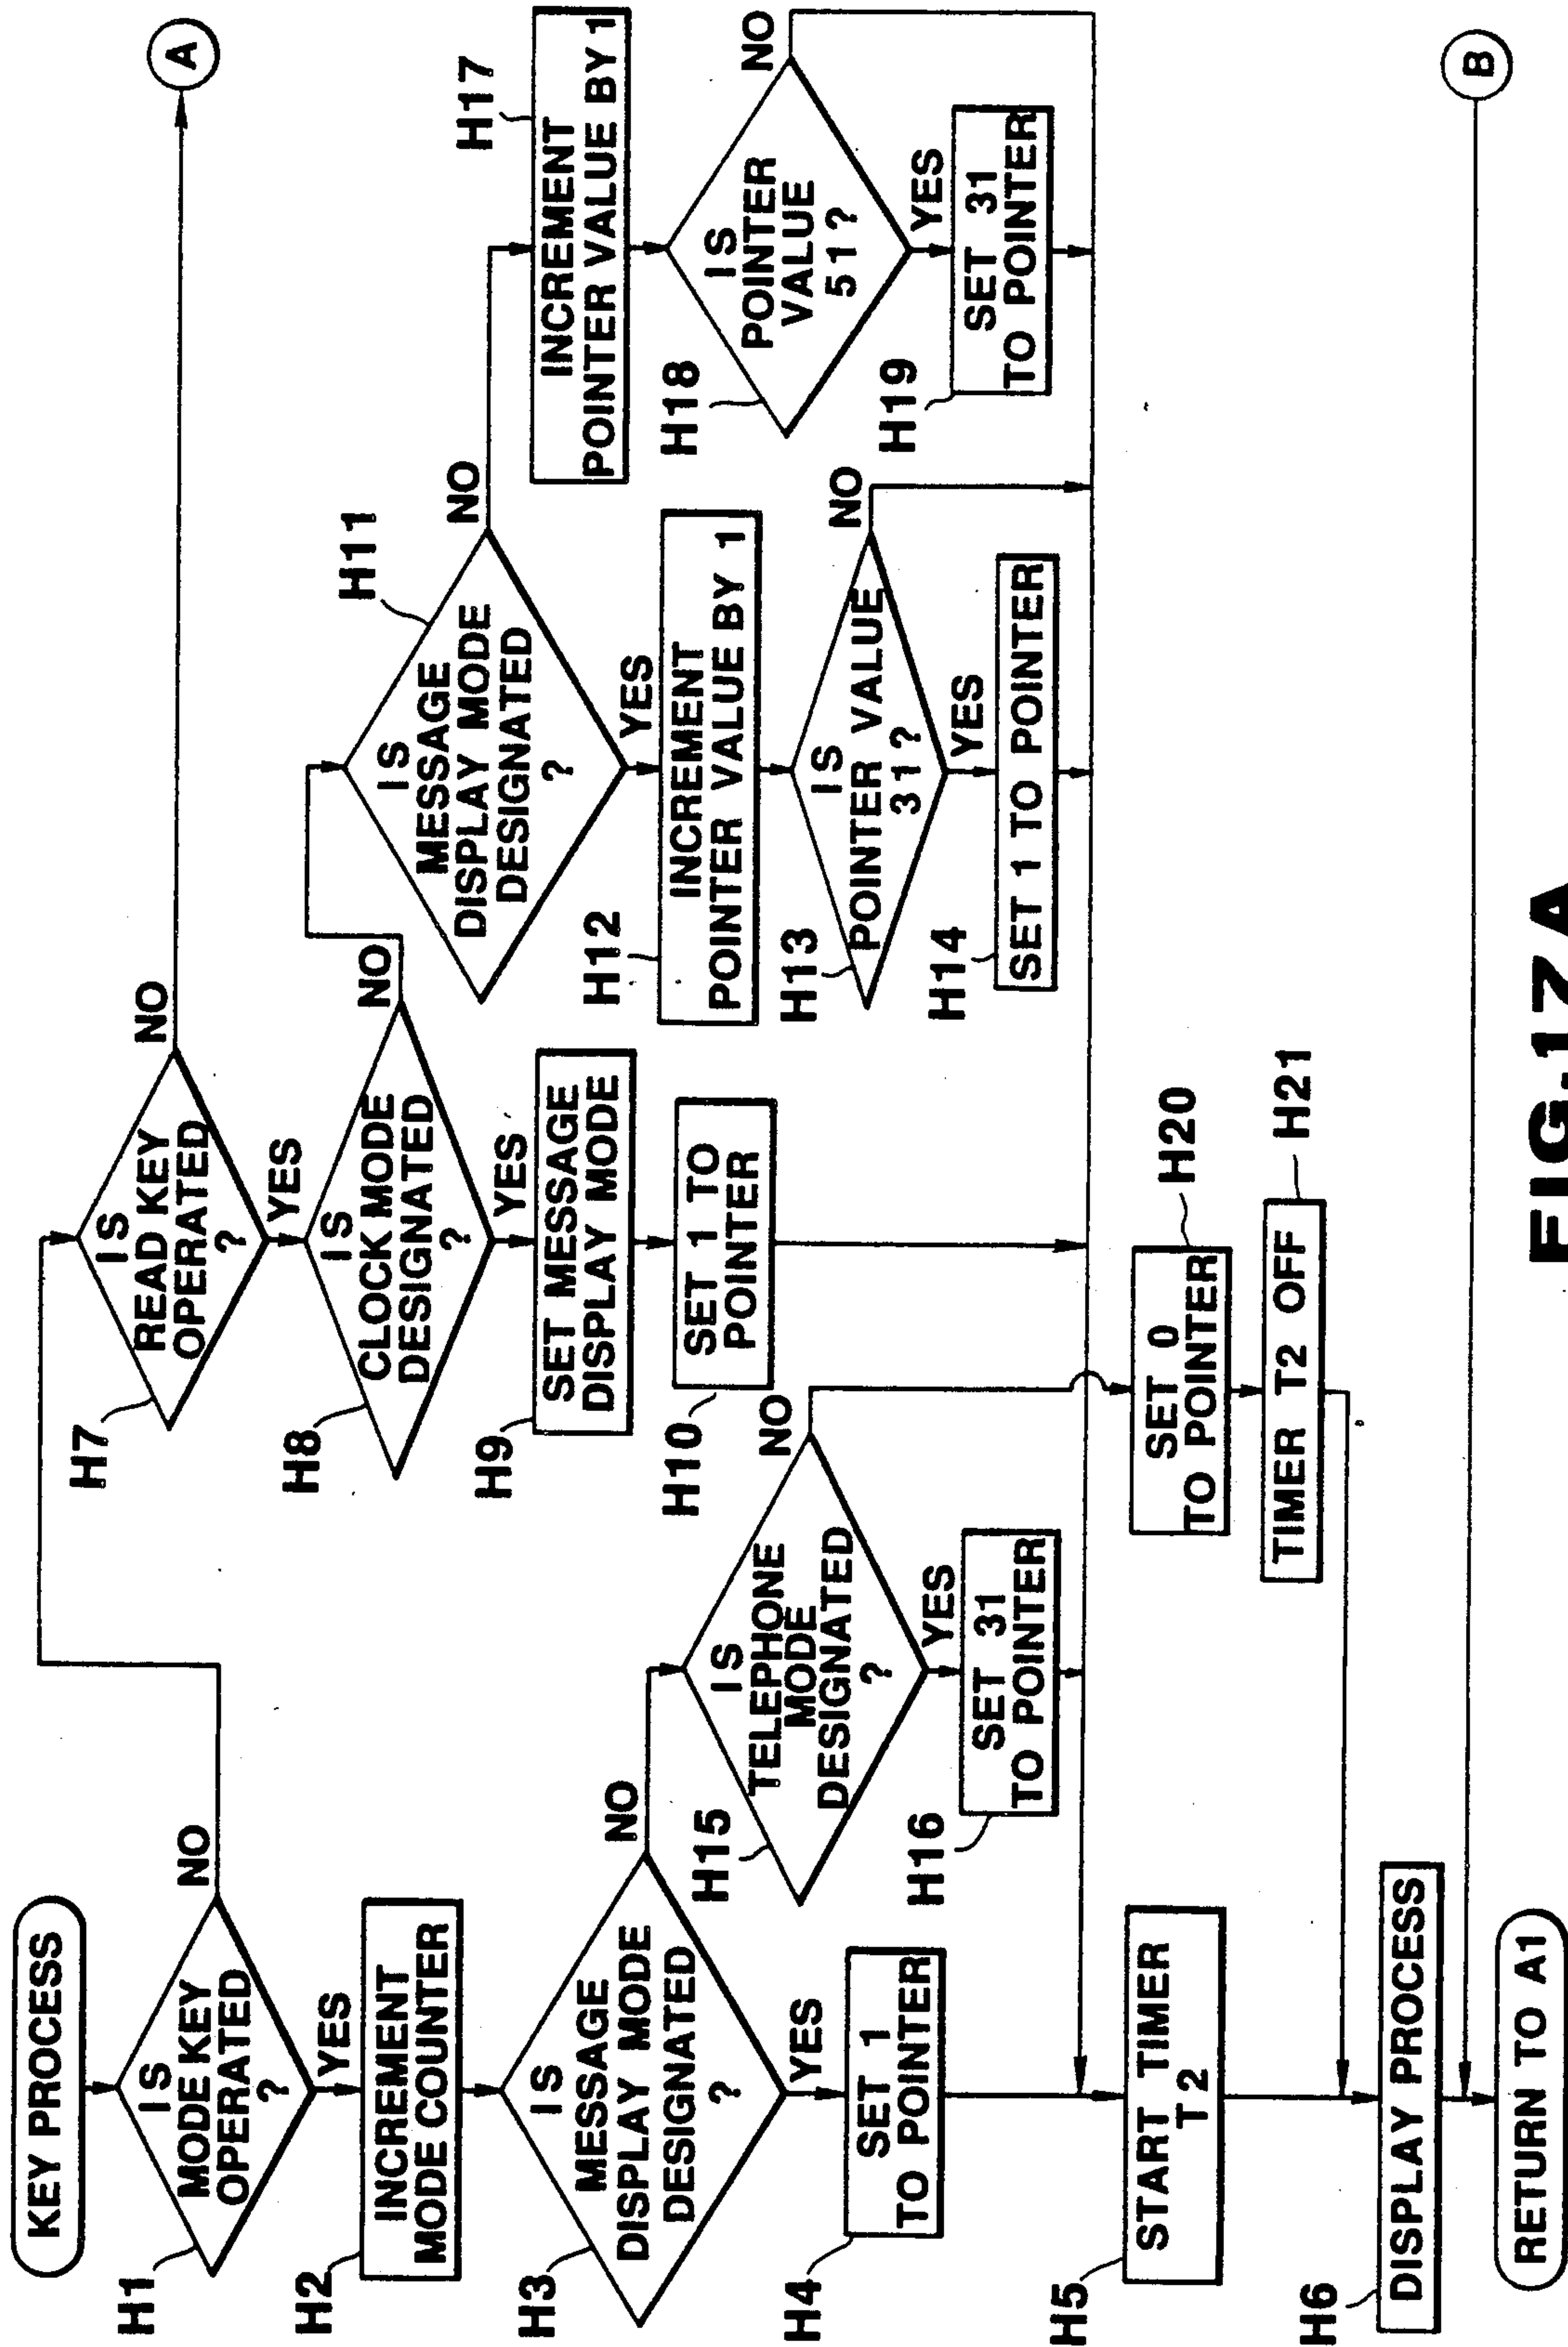 KEY PROCESS
H1
IS
MODE KEY
OPERATED
?
NO
YES
H2
INCREMENT
MODE COUNTER
H3
IS
MESSAGE
DISPLAY MODE
DESIGNATED
?
NO
YES
H4
SET 1
TO POINTER
H5
START TIMER
T2
H6
DISPLAY PROCESS
RETURN TO A1
H15
IS
TELEPHONE
MODE
DESIGNATED
?
NO
YES
H16
SET 31
TO POINTER
H7
IS
READ KEY
OPERATED
?
NO
YES
H8
IS
CLOCK MODE
DESIGNATED
?
NO
YES
H9
SET MESSAGE
DISPLAY MODE
H10
SET 1 TO
POINTER
H20
SET 0
TO POINTER
H21
TIMER T2 OFF
H11
IS
MESSAGE
DISPLAY MODE
DESIGNATED
?
NO
YES
H12
INCREMENT
POINTER VALUE BY 1
H13
IS
POINTER VALUE
31?
NO
YES
H14
SET 1 TO POINTER
H17
INCREMENT
POINTER VALUE BY 1
H18
IS
POINTER
VALUE
51?
NO
YES
H19
SET 31
TO POINTER
A
B
FIG.17A